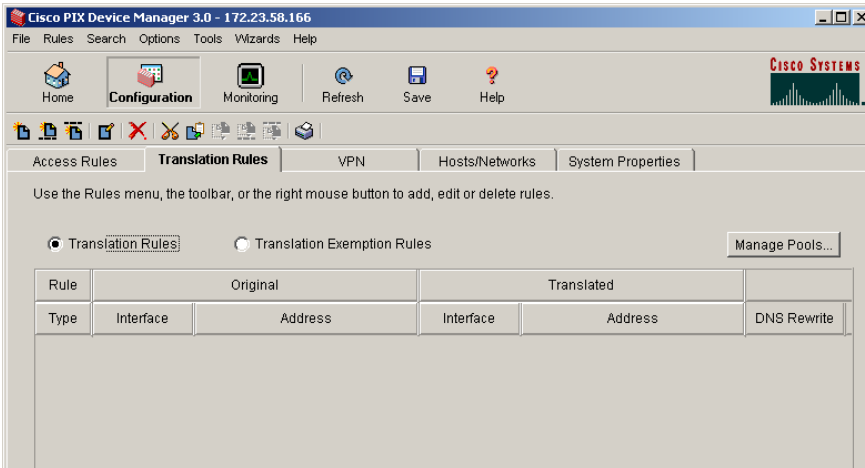 Cisco PIX Device Manager 3.0 - 172.23.58.166
File Rules Search Options Tools Wizards Help
Home Configuration Monitoring Refresh Save Help
CISCO SYSTEMS
Access Rules Translation Rules VPN Hosts/Networks System Properties
Use the Rules menu, the toolbar, or the right mouse button to add, edit or delete rules.
Translation Rules Translation Exemption Rules Manage Pools...
Rule Original Translated
Type Interface Address Interface Address DNS Rewrite